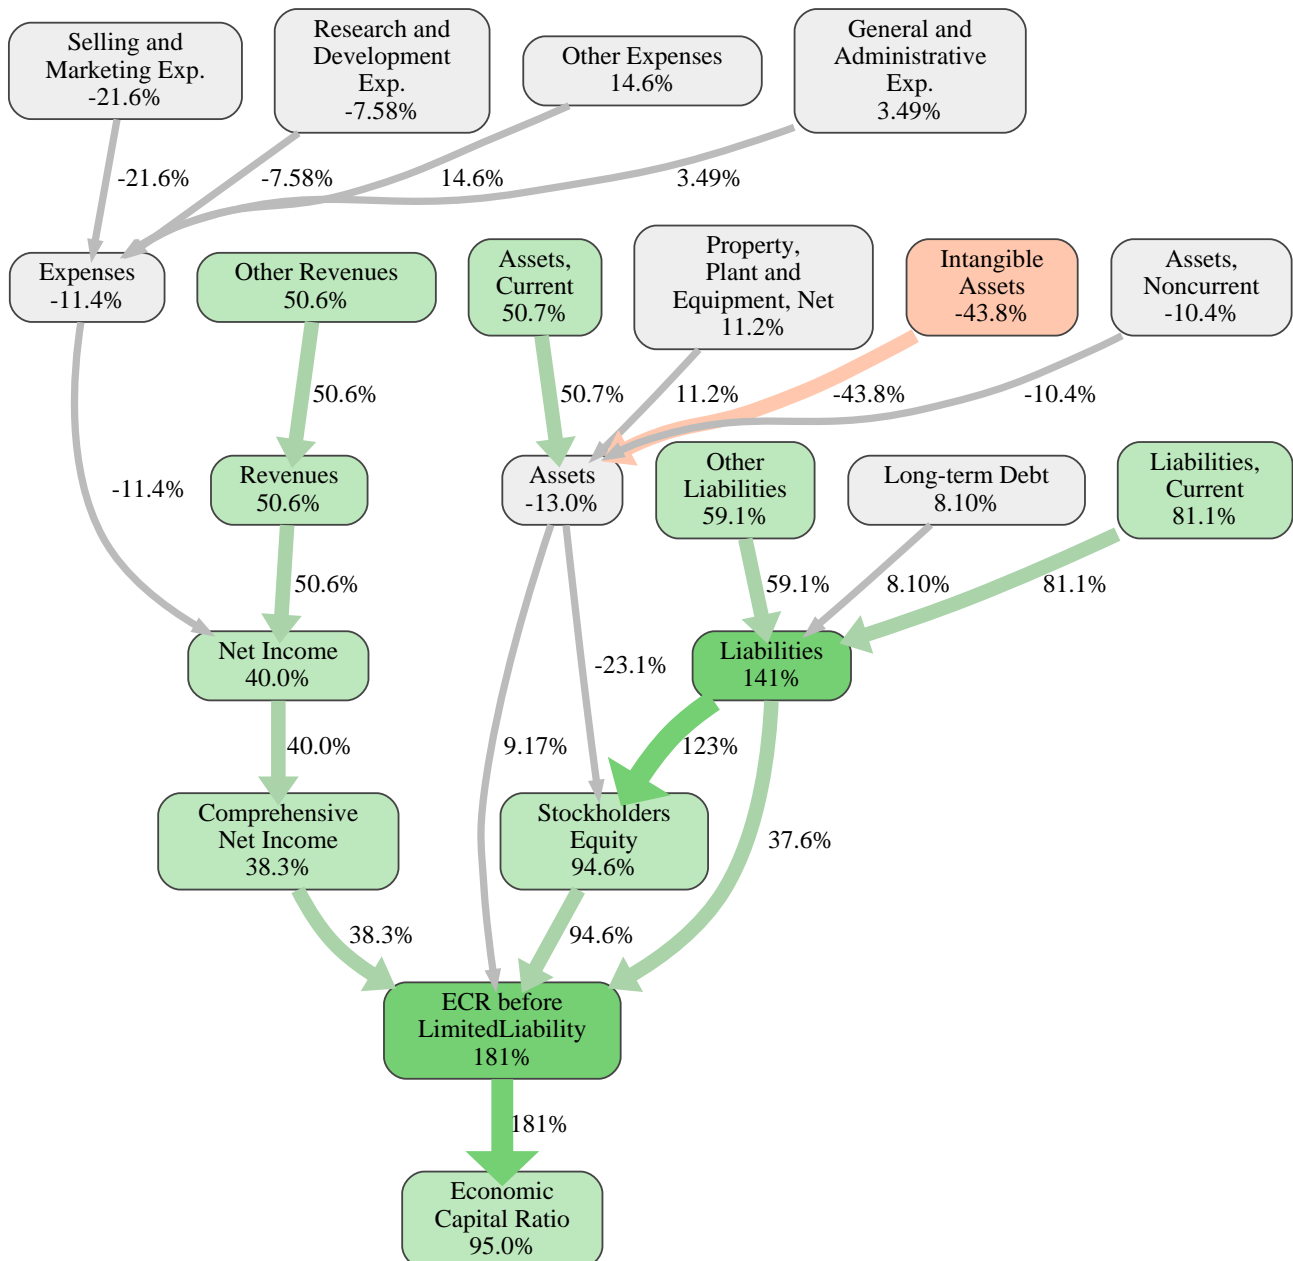 Selling and
Marketing Exp.
-21.6%
Research and
Development
Exp.
-7.58%
Other Expenses
14.6%
General and
Administrative
Exp.
3.49%
-21.6%
-7.58%
14.6%
3.49%
Expenses
-11.4%
Other Revenues
50.6%
Assets,
Current
50.7%
Property,
Plant and
Equipment, Net
11.2%
Intangible
Assets
-43.8%
Assets,
Noncurrent
-10.4%
50.6%
50.7%
11.2%
-43.8%
-10.4%
-11.4%
Revenues
50.6%
Assets
-13.0%
Other
Liabilities
59.1%
Long-term Debt
8.10%
Liabilities,
Current
81.1%
50.6%
59.1%
8.10%
81.1%
Net Income
40.0%
-23.1%
Liabilities
141%
40.0%
9.17%
123%
Comprehensive
Net Income
38.3%
Stockholders
Equity
94.6%
37.6%
38.3%
94.6%
ECR before
LimitedLiability
181%
181%
Economic
Capital Ratio
95.0%